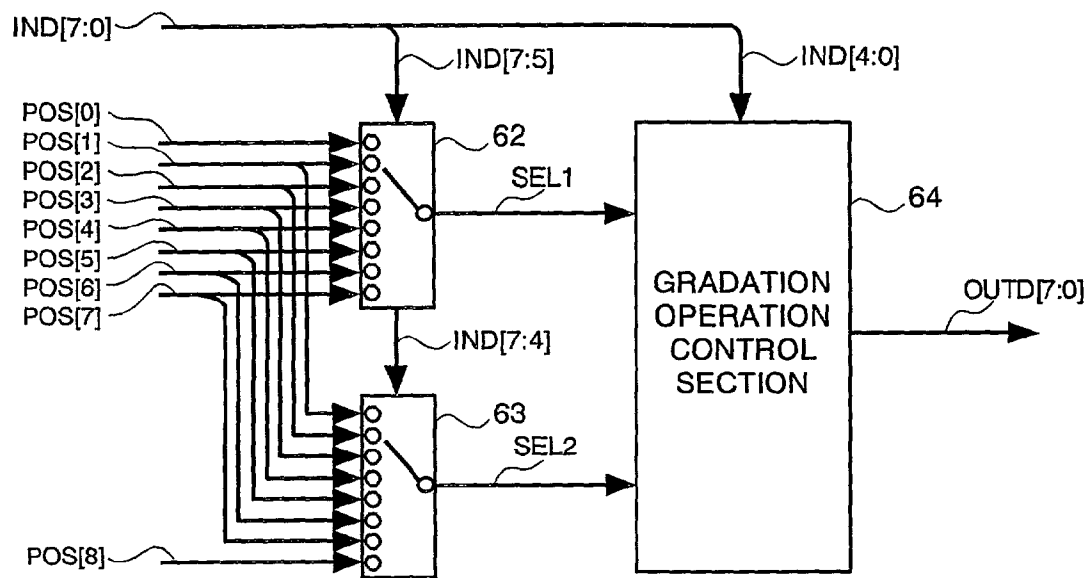 IND[7:0]
IND[7:5]
IND[4:0]
POS[0]
POS[1]
POS[2]
POS[3]
POS[4]
POS[5]
POS[6]
POS[7]
62
SEL1
64
GRADATION
OPERATION
CONTROL
SECTION
OUTD[7:0]
IND[7:4]
63
SEL2
POS[8]